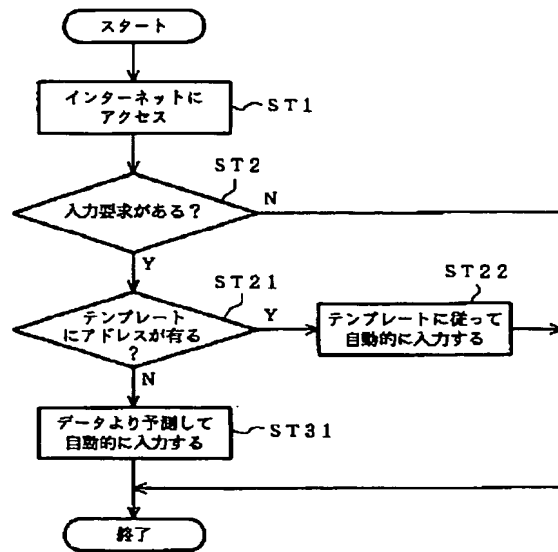 スタート
インターネットに
アクセス
ST1
ST2
入力要求がある?
N
Y
ST21
テンプレート
にアドレスが有る
?
Y
N
ST22
テンプレートに従って
自動的に入力する
データより予測して
自動的に入力する
ST31
終了